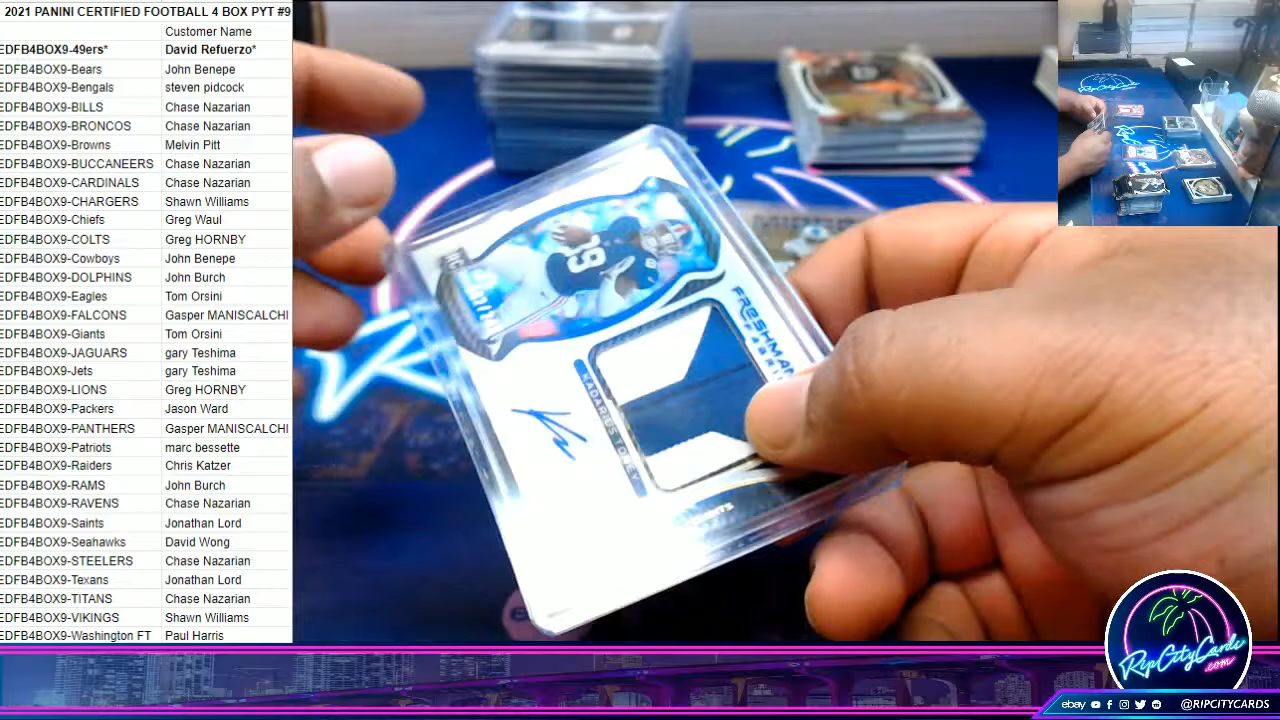 2021 PANINI CERTIFIED FOOTBALL 4 BOX PYT #9
Customer Name
EDFB4BOX9-49ers* David Refuerzo*
EDFB4BOX9-Bears John Benepe
EDFB4BOX9-Bengals steven pidcock
EDFB4BOX9-BILLS Chase Nazarian
EDFB4BOX9-BRONCOS Chase Nazarian
EDFB4BOX9-Browns Melvin Pitt
EDFB4BOX9-BUCCANEERS Chase Nazarian
EDFB4BOX9-CARDINALS Chase Nazarian
EDFB4BOX9-CHARGERS Shawn Williams
EDFB4BOX9-Chiefs Greg Waul
EDFB4BOX9-COLTS Greg HORNBY
EDFB4BOX9-Cowboys John Benepe
EDFB4BOX9-DOLPHINS John Burch
EDFB4BOX9-Eagles Tom Orsini
EDFB4BOX9-FALCONS Gasper MANISCALCHI
EDFB4BOX9-Giants Tom Orsini
EDFB4BOX9-JAGUARS gary Teshima
EDFB4BOX9-Jets gary Teshima
EDFB4BOX9-LIONS Greg HORNBY
EDFB4BOX9-Packers Jason Ward
EDFB4BOX9-PANTHERS Gasper MANISCALCHI
EDFB4BOX9-Patriots marc bessette
EDFB4BOX9-Raiders Chris Katzer
EDFB4BOX9-RAMS John Burch
EDFB4BOX9-RAVENS Chase Nazarian
EDFB4BOX9-Saints Jonathan Lord
EDFB4BOX9-Seahawks David Wong
EDFB4BOX9-STEELERS Chase Nazarian
EDFB4BOX9-Texans Jonathan Lord
EDFB4BOX9-TITANS Chase Nazarian
EDFB4BOX9-VIKINGS Shawn Williams
EDFB4BOX9-Washington FT Paul Harris
RC
89
FRESHMAN
FABRI
KADARIUS TONEY
RipCityCards
.com
ebay @RIPCITYCARDS